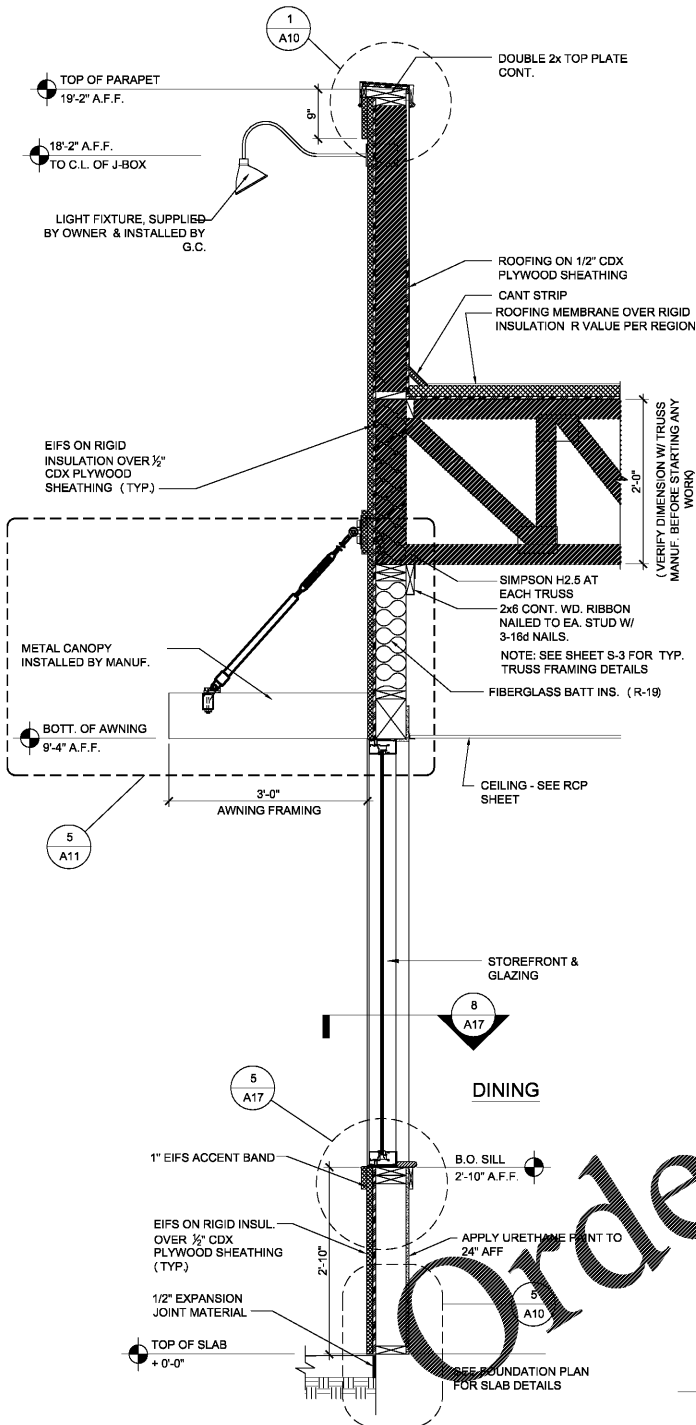 1
A10
DOUBLE 2x TOP PLATE
CONT.
TOP OF PARAPET
19'-2" A.F.F.
9"
18'-2" A.F.F.
TO C.L. OF J-BOX
LIGHT FIXTURE, SUPPLIED
BY OWNER & INSTALLED BY
G.C.
ROOFING ON 1/2" CDX
PLYWOOD SHEATHING
CANT STRIP
ROOFING MEMBRANE OVER RIGID
INSULATION R VALUE PER REGION
EIFS ON RIGID
INSULATION OVER ½"
CDX PLYWOOD
SHEATHING (TYP.)
2'-0"
(VERIFY DIMENSION W/ TRUSS
MANUF. BEFORE STARTING ANY
WORK)
SIMPSON H2.5 AT
EACH TRUSS
2x6 CONT. WD. RIBBON
NAILED TO EA. STUD W/
3-16d NAILS.
NOTE: SEE SHEET S-3 FOR TYP.
TRUSS FRAMING DETAILS
METAL CANOPY
INSTALLED BY MANUF.
FIBERGLASS BATT INS. (R-19)
BOTT. OF AWNING
9'-4" A.F.F.
CEILING - SEE RCP
SHEET
3'-0"
AWNING FRAMING
5
A11
STOREFRONT &
GLAZING
8
A17
5
A17
DINING
1" EIFS ACCENT BAND
B.O. SILL
2'-10" A.F.F.
EIFS ON RIGID INSUL.
OVER ½" CDX
PLYWOOD SHEATHING
(TYP.)
2'-10"
APPLY URETHANE PAINT TO
24" AFF
1/2" EXPANSION
JOINT MATERIAL
5
A10
TOP OF SLAB
+ 0'-0"
SEE FOUNDATION PLAN
FOR SLAB DETAILS
Orde